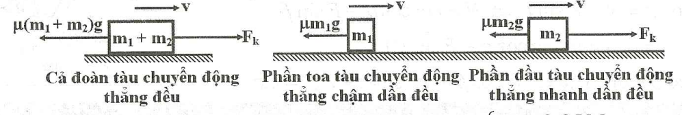 v
v
v
μ(m₁ + m₂)g
μm₁g
μm₂g
m₁ + m₂
Fₖ
m₁
m₂
Fₖ
Cả đoàn tàu chuyển động
thẳng đều
Phần toa tàu chuyển động
thẳng chậm dần đều
Phần đầu tàu chuyển động
thẳng nhanh dần đều